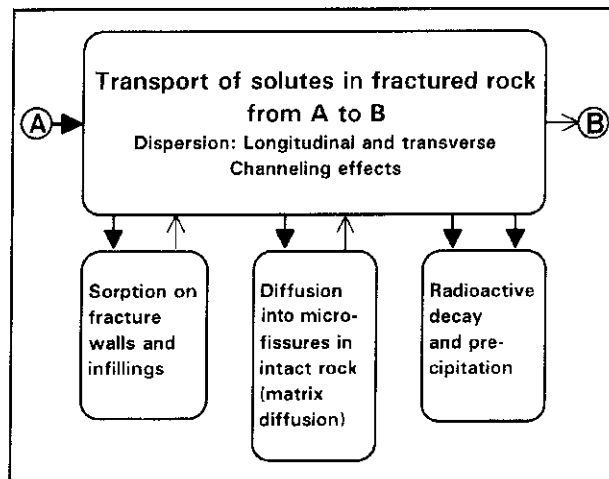 Transport of solutes in fractured rock
from A to B
A
B
Dispersion: Longitudinal and transverse
Channeling effects
Sorption on
fracture
walls and
infillings
Diffusion
into micro-
fissures in
intact rock
(matrix
diffusion)
Radioactive
decay
and pre-
cipitation